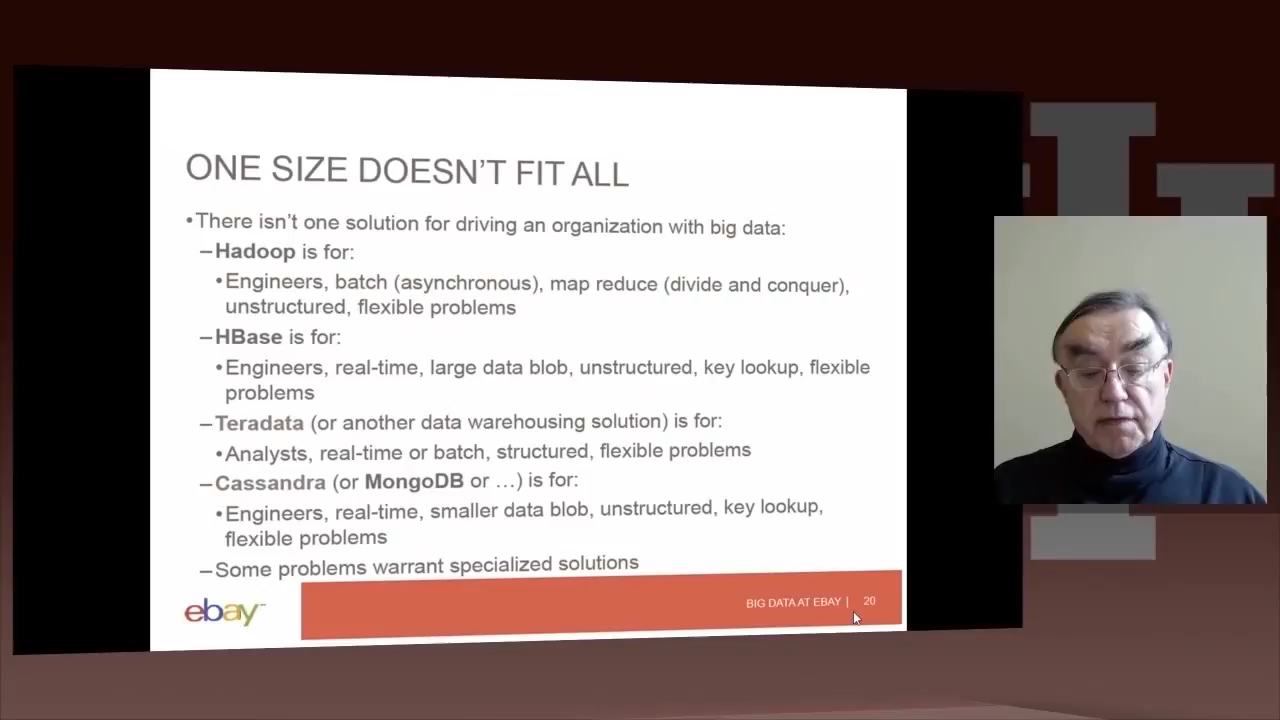 ONE SIZE DOESN'T FIT ALL
•There isn't one solution for driving an organization with big data:
–Hadoop is for:
•Engineers, batch (asynchronous), map reduce (divide and conquer),
unstructured, flexible problems
–HBase is for:
•Engineers, real-time, large data blob, unstructured, key lookup, flexible
problems
–Teradata (or another data warehousing solution) is for:
•Analysts, real-time or batch, structured, flexible problems
–Cassandra (or MongoDB or …) is for:
•Engineers, real-time, smaller data blob, unstructured, key lookup,
flexible problems
–Some problems warrant specialized solutions
ebay™
BIG DATA AT EBAY | 20